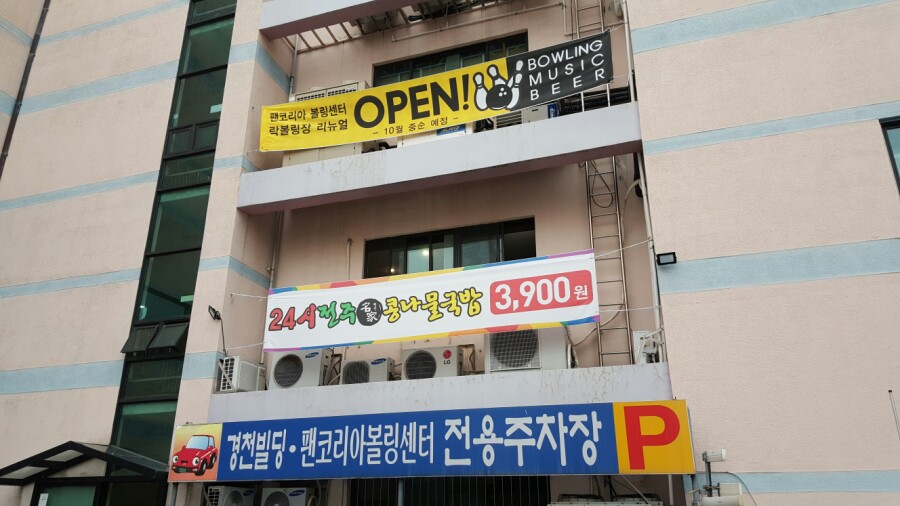 팬코리아 볼링센터
락볼링장 리뉴얼
OPEN!
- 10월 중순 예정 -
BOWLING
MUSIC
BEER
24시전주名家콩나물국밥 3,900원
SAMSUNG
SAMSUNG
LG
경천빌딩·팬코리아볼링센터 전용주차장 P